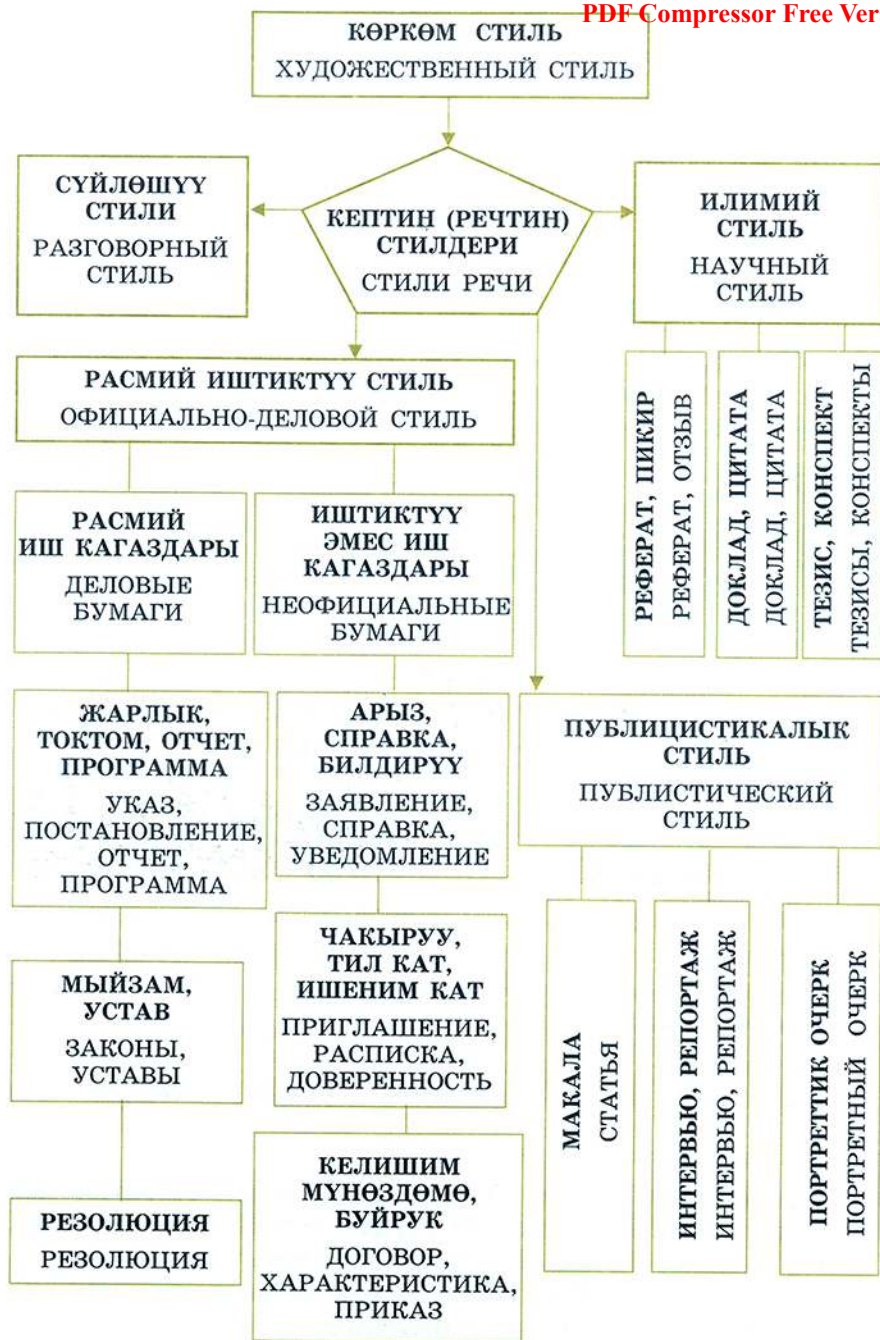 PDF Compressor Free Ver
КӨРКӨМ СТИЛЬ
ХУДОЖЕСТВЕННЫЙ СТИЛЬ
СҮЙЛӨШҮҮ
СТИЛИ
РАЗГОВОРНЫЙ
СТИЛЬ
КЕПТИҢ (РЕЧТИН)
СТИЛДЕРИ
СТИЛИ РЕЧИ
ИЛИМИЙ
СТИЛЬ
НАУЧНЫЙ
СТИЛЬ
РАСМИЙ ИШТИКТҮҮ СТИЛЬ
ОФИЦИАЛЬНО-ДЕЛОВОЙ СТИЛЬ
РЕФЕРАТ, ПИКИР
РЕФЕРАТ, ОТЗЫВ
ДОКЛАД, ЦИТАТА
ДОКЛАД, ЦИТАТА
ТЕЗИС, КОНСПЕКТ
ТЕЗИСЫ, КОНСПЕКТЫ
РАСМИЙ
ИШ КАГАЗДАРЫ
ДЕЛОВЫЕ
БУМАГИ
ИШТИКТҮҮ
ЭМЕС ИШ
КАГАЗДАРЫ
НЕОФИЦИАЛЬНЫЕ
БУМАГИ
ЖАРЛЫК,
ТОКТОМ, ОТЧЕТ,
ПРОГРАММА
УКАЗ,
ПОСТАНОВЛЕНИЕ,
ОТЧЕТ,
ПРОГРАММА
АРЫЗ,
СПРАВКА,
БИЛДИРҮҮ
ЗАЯВЛЕНИЕ,
СПРАВКА,
УВЕДОМЛЕНИЕ
ПУБЛИЦИСТИКАЛЫК
СТИЛЬ
ПУБЛИСТИЧЕСКИЙ
СТИЛЬ
МЫЙЗАМ,
УСТАВ
ЗАКОНЫ,
УСТАВЫ
ЧАКЫРУУ,
ТИЛ КАТ,
ИШЕНИМ КАТ
ПРИГЛАШЕНИЕ,
РАСПИСКА,
ДОВЕРЕННОСТЬ
МАКАЛА
СТАТЬЯ
ИНТЕРВЬЮ, РЕПОРТАЖ
ИНТЕРВЬЮ, РЕПОРТАЖ
ПОРТРЕТТИК ОЧЕРК
ПОРТРЕТНЫЙ ОЧЕРК
РЕЗОЛЮЦИЯ
РЕЗОЛЮЦИЯ
КЕЛИШИМ
МҮНӨЗДӨМӨ,
БУЙРУК
ДОГОВОР,
ХАРАКТЕРИСТИКА,
ПРИКАЗ